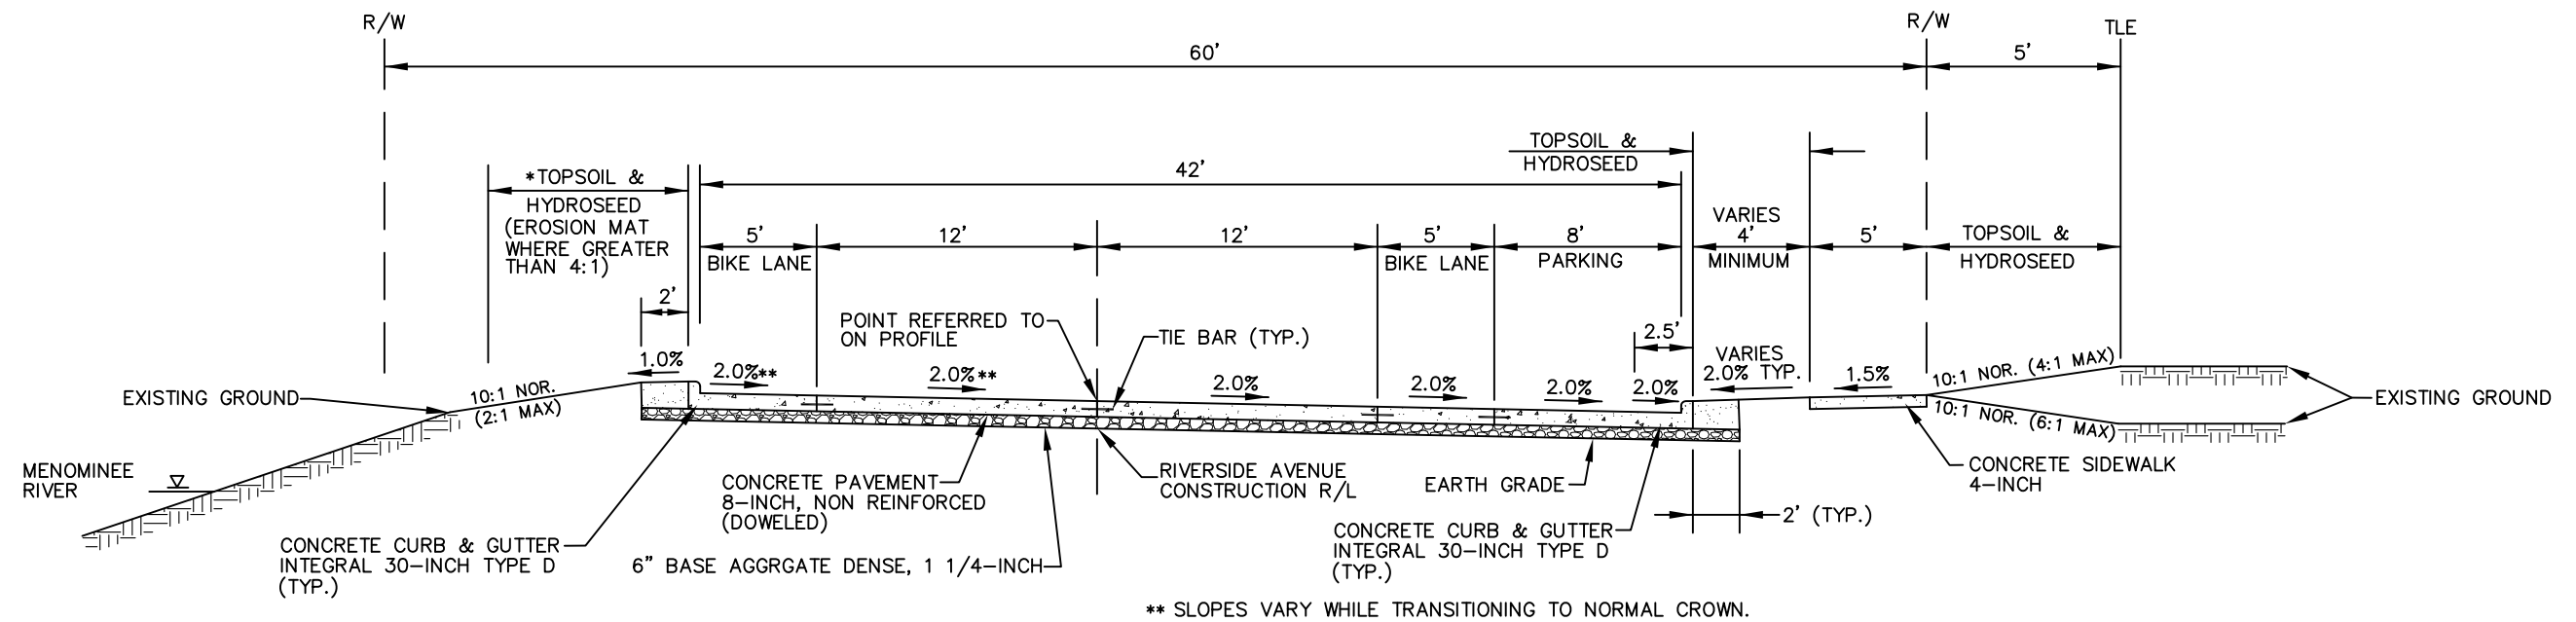 R/W
R/W
TLE
60'
5'
TOPSOIL &
HYDROSEED
*TOPSOIL &
HYDROSEED
(EROSION MAT
WHERE GREATER
THAN 4:1)
42'
VARIES
5'
12'
12'
5'
8'
4'
5'
TOPSOIL &
BIKE LANE
BIKE LANE
PARKING
MINIMUM
HYDROSEED
2'
POINT REFERRED TO
ON PROFILE
TIE BAR (TYP.)
2.5'
1.0%
2.0%**
2.0%**
2.0%
2.0%
2.0%
2.0%
VARIES
2.0% TYP.
1.5%
10:1 NOR. (4:1 MAX)
10:1 NOR. (6:1 MAX)
EXISTING GROUND
10:1 NOR.
(2:1 MAX)
EXISTING GROUND
MENOMINEE
RIVER
CONCRETE PAVEMENT
8-INCH, NON REINFORCED
(DOWELED)
RIVERSIDE AVENUE
CONSTRUCTION R/L
EARTH GRADE
CONCRETE SIDEWALK
4-INCH
2' (TYP.)
CONCRETE CURB & GUTTER
INTEGRAL 30-INCH TYPE D
(TYP.)
6" BASE AGGRGATE DENSE, 1 1/4-INCH
CONCRETE CURB & GUTTER
INTEGRAL 30-INCH TYPE D
(TYP.)
** SLOPES VARY WHILE TRANSITIONING TO NORMAL CROWN.